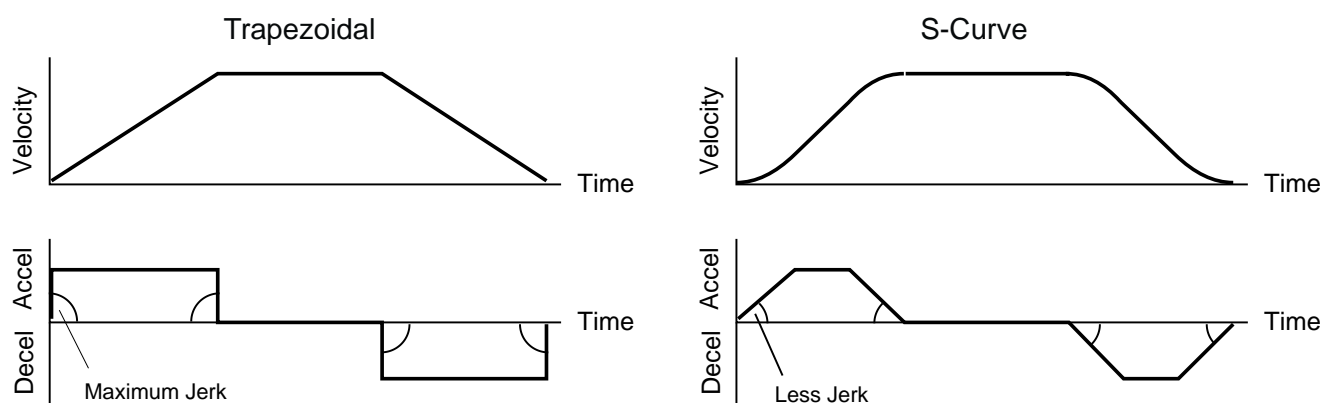 Trapezoidal
Velocity
Time
Accel
Decel
Time
Maximum Jerk
S-Curve
Velocity
Time
Accel
Decel
Time
Less Jerk